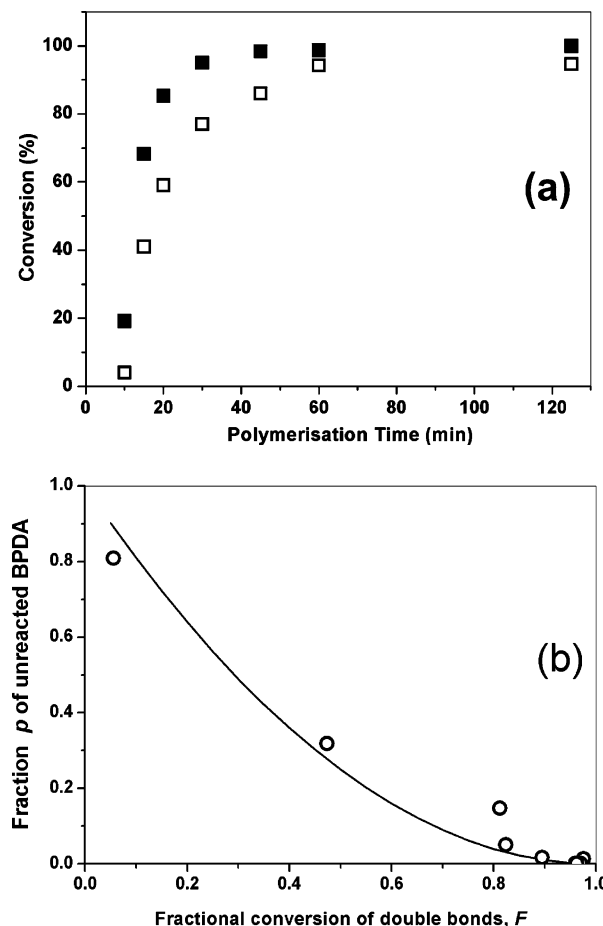 100
80
60
40
20
0
Conversion (%)
(a)
0 20 40 60 80 100 120
Polymerisation Time (min)
1.0
0.8
0.6
0.4
0.2
0.0
Fraction p of unreacted BPDA
(b)
0.0 0.2 0.4 0.6 0.8 1.0
Fractional conversion of double bonds, F